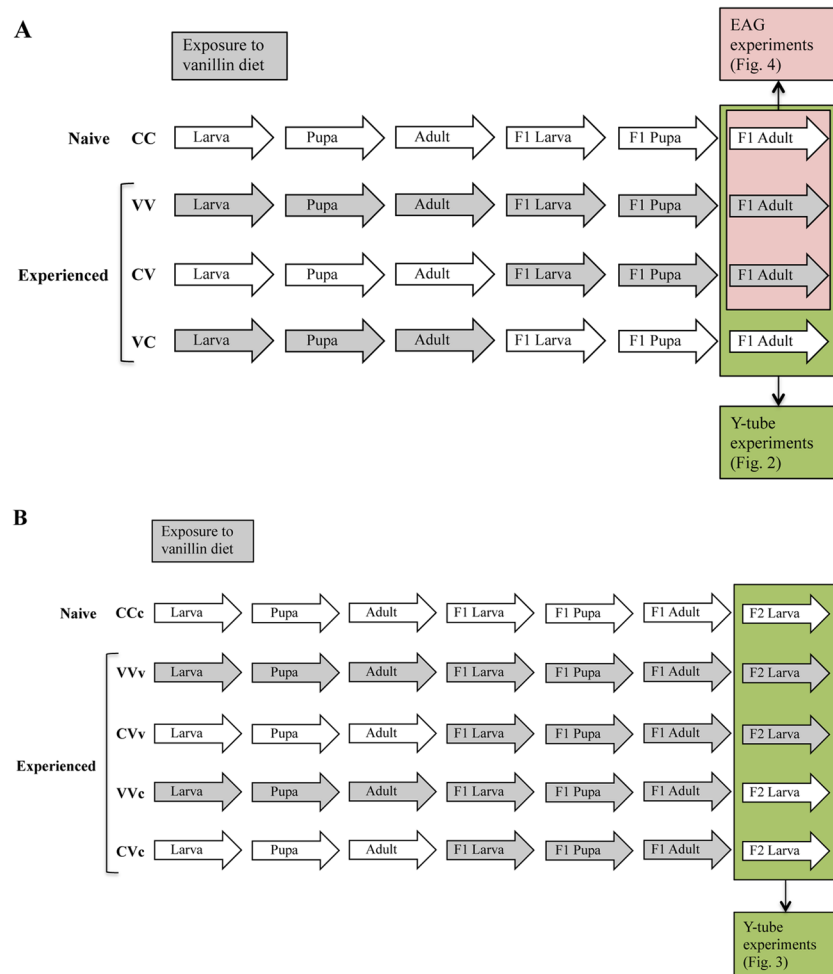 A
Exposure to
vanillin diet
EAG
experiments
(Fig. 4)
Naive CC Larva Pupa Adult F1 Larva F1 Pupa F1 Adult
VV Larva Pupa Adult F1 Larva F1 Pupa F1 Adult
Experienced CV Larva Pupa Adult F1 Larva F1 Pupa F1 Adult
VC Larva Pupa Adult F1 Larva F1 Pupa F1 Adult
Y-tube
experiments
(Fig. 2)
B
Exposure to
vanillin diet
Naive CCc Larva Pupa Adult F1 Larva F1 Pupa F1 Adult F2 Larva
VVv Larva Pupa Adult F1 Larva F1 Pupa F1 Adult F2 Larva
Experienced CVv Larva Pupa Adult F1 Larva F1 Pupa F1 Adult F2 Larva
VVc Larva Pupa Adult F1 Larva F1 Pupa F1 Adult F2 Larva
CVc Larva Pupa Adult F1 Larva F1 Pupa F1 Adult F2 Larva
Y-tube
experiments
(Fig. 3)